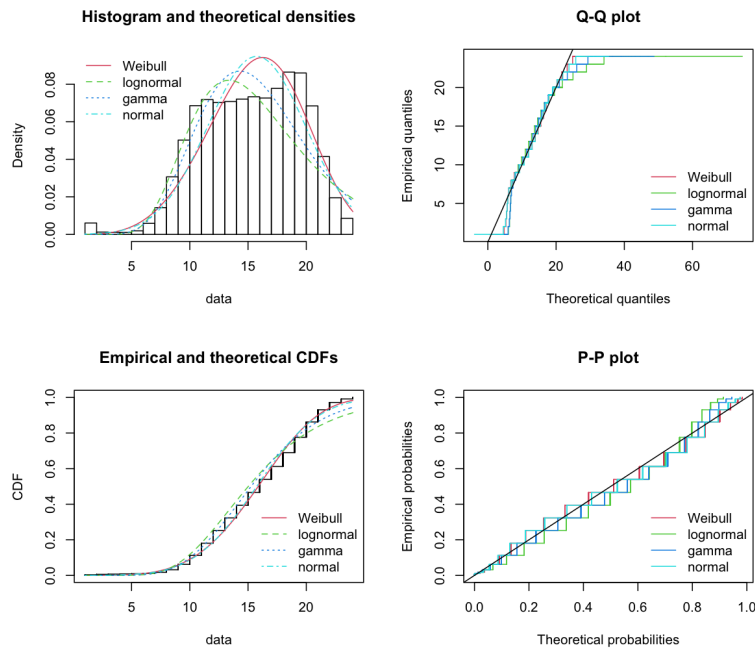 Histogram and theoretical densities
Density
0.00
0.02
0.04
0.06
0.08
Weibull
lognormal
gamma
normal
5
10
15
20
data
Q-Q plot
Empirical quantiles
5
10
15
20
Weibull
lognormal
gamma
normal
0
20
40
60
Theoretical quantiles
Empirical and theoretical CDFs
CDF
0.0
0.2
0.4
0.6
0.8
1.0
Weibull
lognormal
gamma
normal
5
10
15
20
data
P-P plot
Empirical probabilities
0.0
0.2
0.4
0.6
0.8
1.0
Weibull
lognormal
gamma
normal
0.0
0.2
0.4
0.6
0.8
1.0
Theoretical probabilities